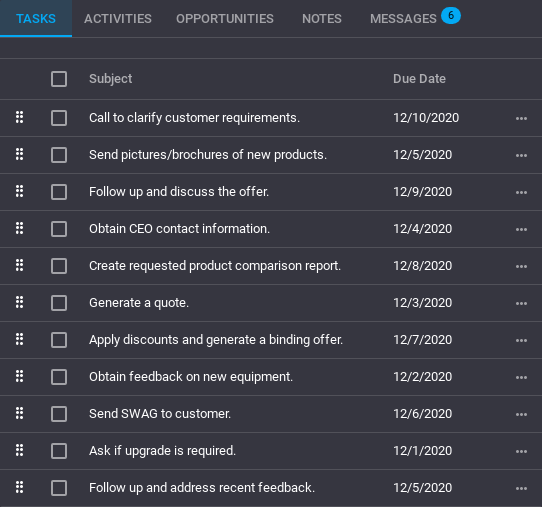 TASKS ACTIVITIES OPPORTUNITIES NOTES MESSAGES 6
Subject Due Date
Call to clarify customer requirements. 12/10/2020
Send pictures/brochures of new products. 12/5/2020
Follow up and discuss the offer. 12/9/2020
Obtain CEO contact information. 12/4/2020
Create requested product comparison report. 12/8/2020
Generate a quote. 12/3/2020
Apply discounts and generate a binding offer. 12/7/2020
Obtain feedback on new equipment. 12/2/2020
Send SWAG to customer. 12/6/2020
Ask if upgrade is required. 12/1/2020
Follow up and address recent feedback. 12/5/2020